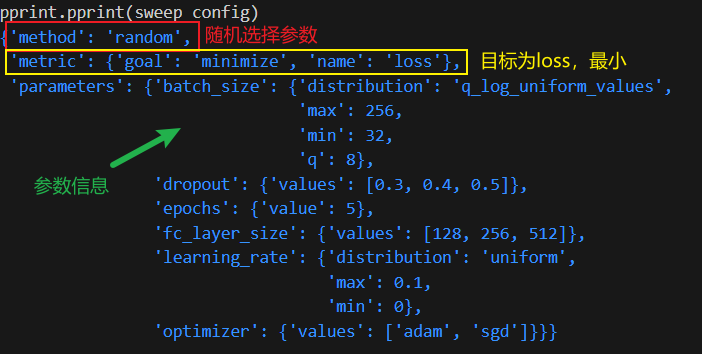 pprint.pprint(sweep config)
{'method': 'random', 随机选择参数
'metric': {'goal': 'minimize', 'name': 'loss'}, 目标为loss，最小
'parameters': {'batch_size': {'distribution': 'q_log_uniform_values',
'max': 256,
'min': 32,
'q': 8},
参数信息
'dropout': {'values': [0.3, 0.4, 0.5]},
'epochs': {'value': 5},
'fc_layer_size': {'values': [128, 256, 512]},
'learning_rate': {'distribution': 'uniform',
'max': 0.1,
'min': 0},
'optimizer': {'values': ['adam', 'sgd']}}}